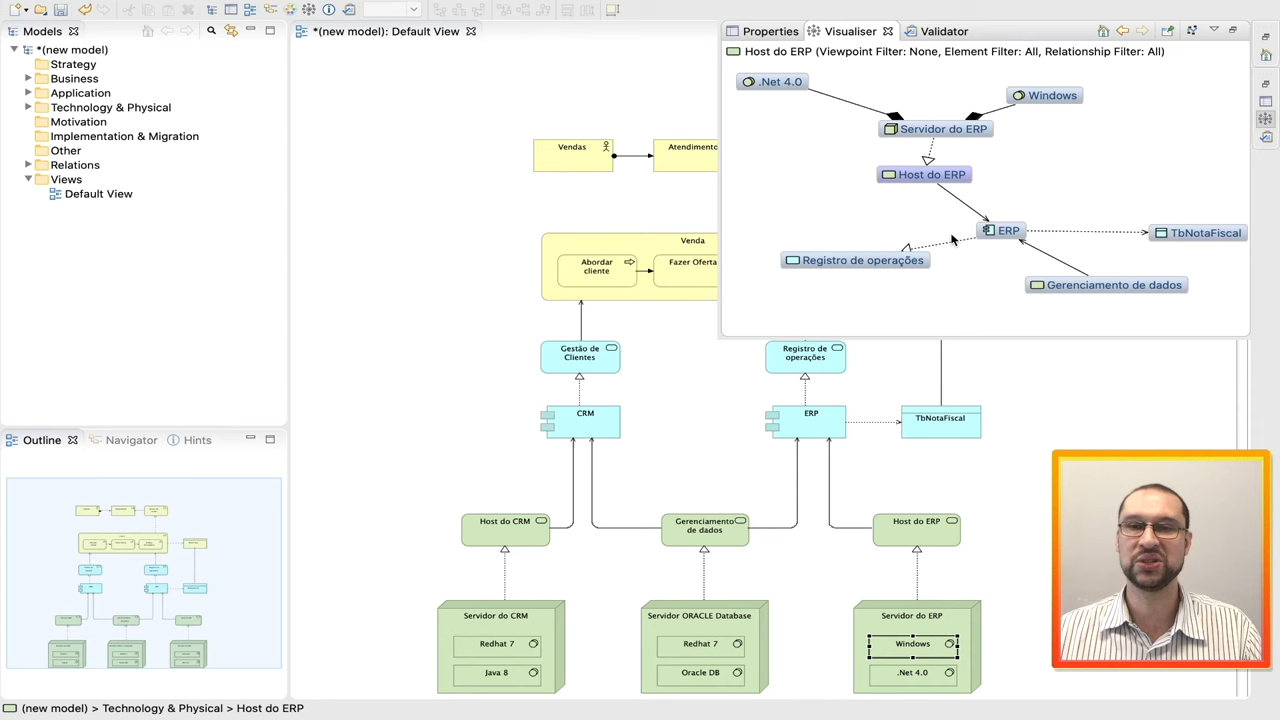 Models
*(new model): Default View
Properties
Visualiser
Validator
*(new model)
Strategy
Business
Application
Technology & Physical
Motivation
Implementation & Migration
Other
Relations
Views
Default View
Host do ERP (Viewpoint Filter: None, Element Filter: All, Relationship Filter: All)
.Net 4.0
Windows
Servidor do ERP
Host do ERP
ERP
TbNotaFiscal
Registro de operações
Gerenciamento de dados
Vendas
Atendimento
Venda
Abordar
cliente
Fazer Oferta
Gestão de
Clientes
Registro de
operações
CRM
ERP
TbNotaFiscal
Host do CRM
Gerenciamento
de dados
Host do ERP
Servidor do CRM
Redhat 7
Java 8
Servidor ORACLE Database
Redhat 7
Oracle DB
Servidor do ERP
Windows
.Net 4.0
Outline
Navigator
Hints
(new model) > Technology & Physical > Host do ERP